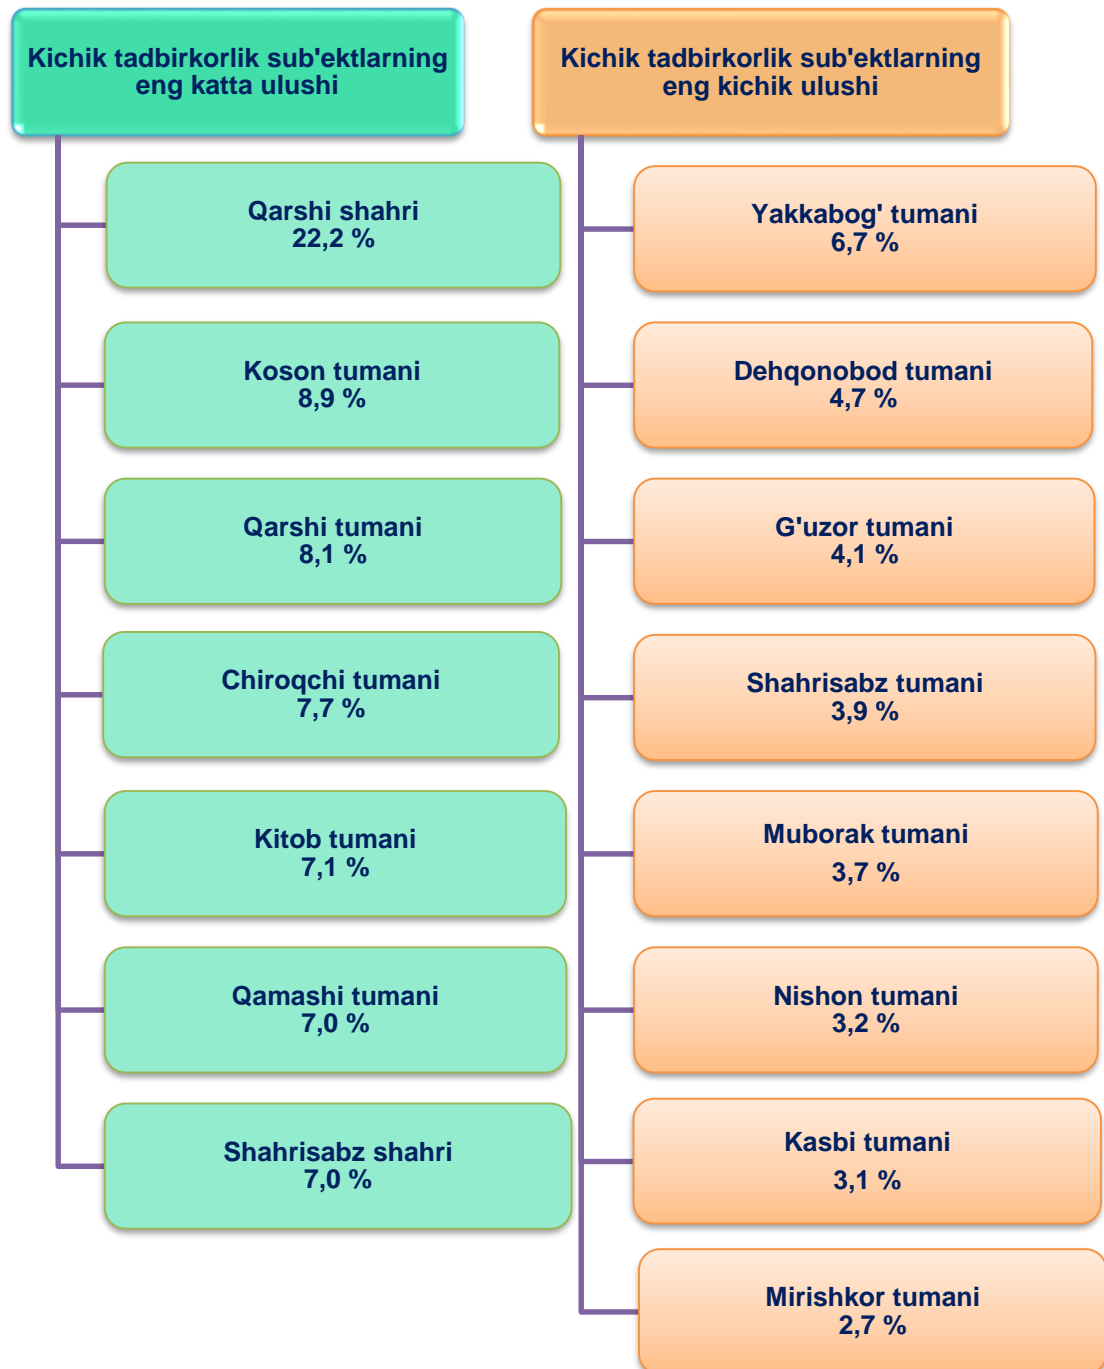 Kichik tadbirkorlik sub'ektlarning
eng katta ulushi
Qarshi shahri
22,2 %
Koson tumani
8,9 %
Qarshi tumani
8,1 %
Chiroqchi tumani
7,7 %
Kitob tumani
7,1 %
Qamashi tumani
7,0 %
Shahrisabz shahri
7,0 %
Kichik tadbirkorlik sub'ektlarning
eng kichik ulushi
Yakkabog' tumani
6,7 %
Dehqonobod tumani
4,7 %
G'uzor tumani
4,1 %
Shahrisabz tumani
3,9 %
Muborak tumani
3,7 %
Nishon tumani
3,2 %
Kasbi tumani
3,1 %
Mirishkor tumani
2,7 %